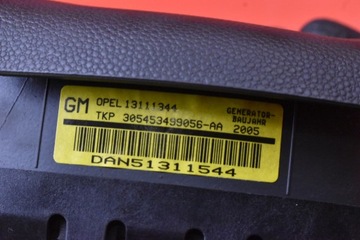 GM OPEL 13111344 GENERATOR-
TKP 305453499056-AA BAUJAHR
2005
DAN51311544